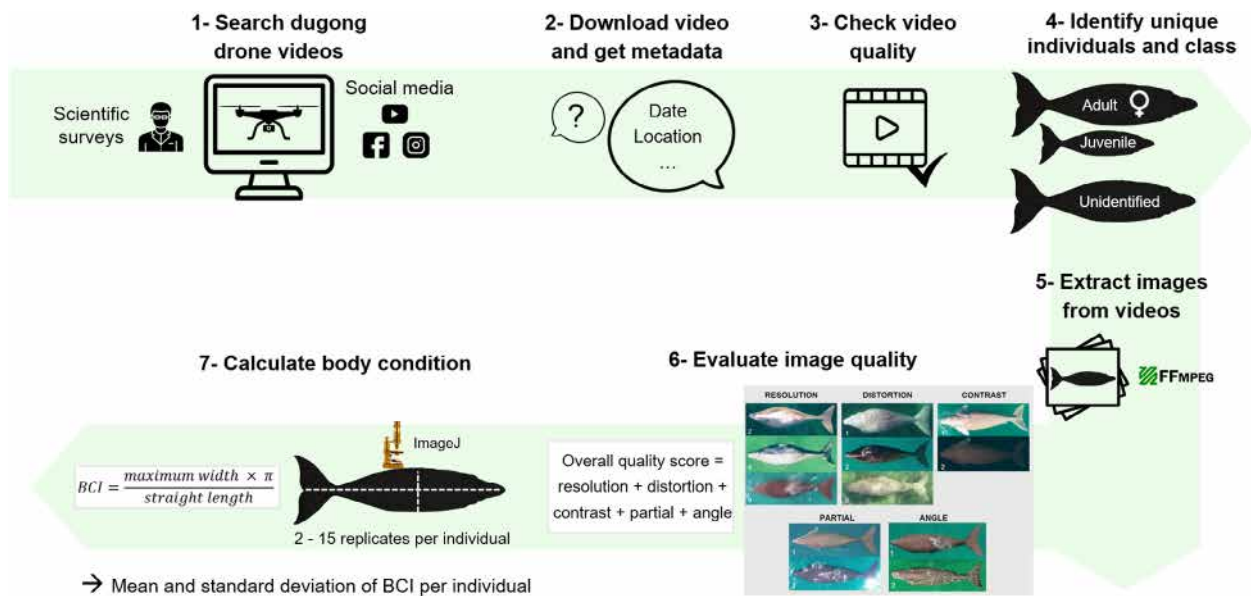 1- Search dugong
drone videos
Scientific
surveys
Social media
2- Download video
and get metadata
?
Date
Location
...
3- Check video
quality
4- Identify unique
individuals and class
Adult ♀
Juvenile
Unidentified
5- Extract images
from videos
FFMPEG
6- Evaluate image quality
Overall quality score =
resolution + distortion +
contrast + partial + angle
RESOLUTION
DISTORTION
CONTRAST
PARTIAL
ANGLE
7- Calculate body condition
ImageJ
BCI = maximum width × π
straight length
2 - 15 replicates per individual
→ Mean and standard deviation of BCI per individual